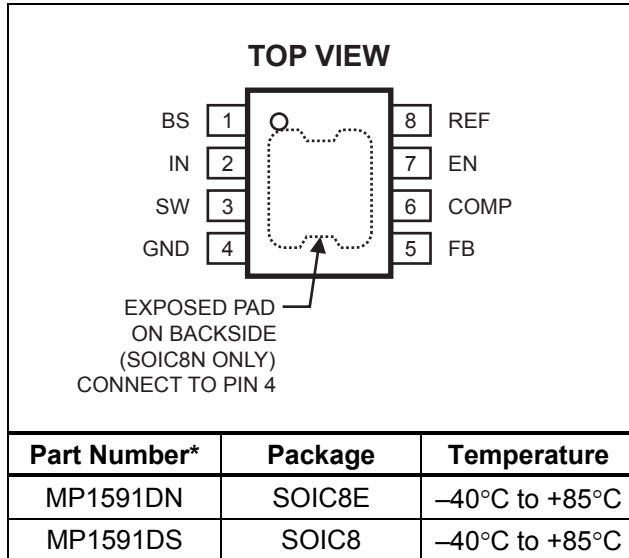 TOP VIEW
BS 1 8 REF
IN 2 7 EN
SW 3 6 COMP
GND 4 5 FB
EXPOSED PAD
ON BACKSIDE
(SOIC8N ONLY)
CONNECT TO PIN 4
Part Number* Package Temperature
MP1591DN SOIC8E –40°C to +85°C
MP1591DS SOIC8 –40°C to +85°C